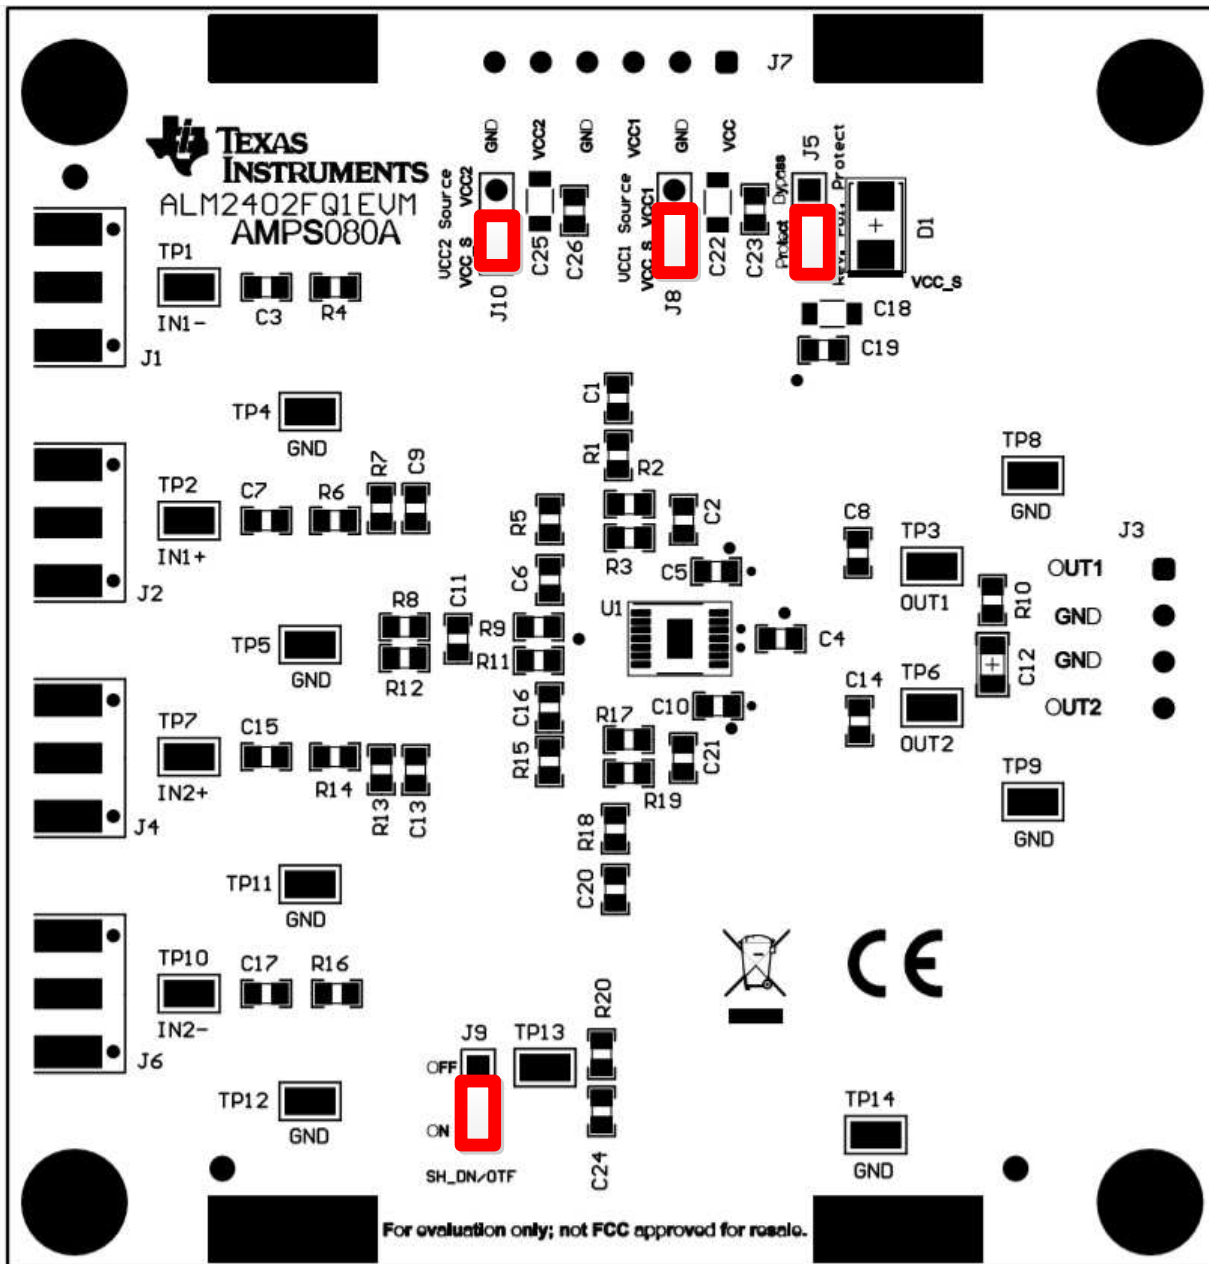 J7
GND
VCC2
GND
VCC1
GND
VCC
TEXAS
INSTRUMENTS
ALM2402FQ1EVM
AMPS080A
VCC2 Source
VCC_S VCC2
J10
C25
C26
VCC1 Source
VCC_S VCC1
J8
C22
C23
Protect Bypass
J5
Rev. Pol. Protect
D1
VCC_S
C18
C19
TP1
IN1-
C3
R4
J1
TP4
GND
C1
R1
R2
R3
C2
C5
R5
C6
TP2
IN1+
C7
R6
R7
C9
J2
TP8
GND
C8
TP3
OUT1
J3
OUT1
GND
GND
OUT2
R10
C12
U1
C4
R8
R12
C11
R9
R11
TP5
GND
C14
TP6
OUT2
C16
R15
C10
R17
R19
C21
TP7
IN2+
C15
R14
R13
C13
J4
TP9
GND
R18
C20
TP11
GND
TP10
IN2-
C17
R16
J6
CE
J9
OFF
ON
SH_DN/OTF
TP13
R20
C24
TP12
GND
TP14
GND
For evaluation only; not FCC approved for resale.